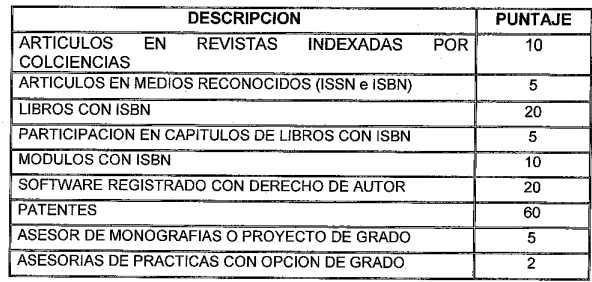 DESCRIPCION PUNTAJE
ARTICULOS EN REVISTAS INDEXADAS POR 10
COLCIENCIAS
ARTICULOS EN MEDIOS RECONOCIDOS (ISSN e ISBN) 5
LIBROS CON ISBN 20
PARTICIPACION EN CAPITULOS DE LIBROS CON ISBN 5
MODULOS CON ISBN 10
SOFTWARE REGISTRADO CON DERECHO DE AUTOR 20
PATENTES 60
ASESOR DE MONOGRAFIAS O PROYECTO DE GRADO 5
ASESORIAS DE PRACTICAS CON OPCION DE GRADO 2